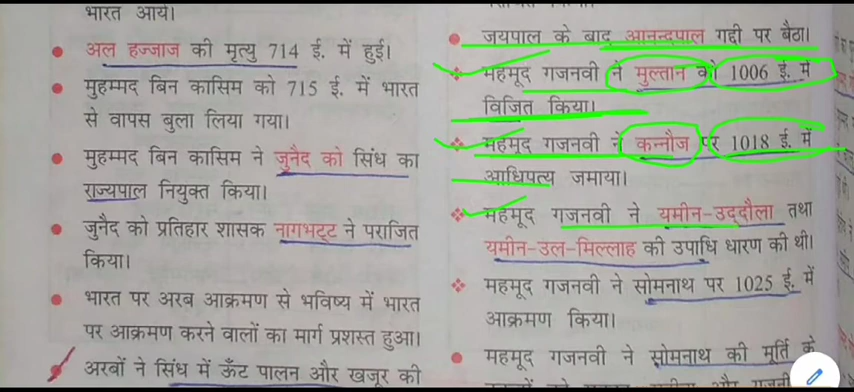 भारत आये।
अल हज्जाज की मृत्यु 714 ई. में हुई।
मुहम्मद बिन कासिम को 715 ई. में भारत
से वापस बुला लिया गया।
मुहम्मद बिन कासिम ने जुनैद को सिंध का
राज्यपाल नियुक्त किया।
जुनैद को प्रतिहार शासक नागभट्ट ने पराजित
किया।
भारत पर अरब आक्रमण से भविष्य में भारत
पर आक्रमण करने वालों का मार्ग प्रशस्त हुआ।
अरबों ने सिंध में ऊँट पालन और खजूर की
जयपाल के बाद आनन्दपाल गद्दी पर बैठा।
महमूद गजनवी ने मुल्तान को 1006 ई. में
विजित किया।
महमूद गजनवी ने कन्नौज पर 1018 ई. में
आधिपत्य जमाया।
महमूद गजनवी ने यमीन-उद्दौला तथा
यमीन-उल-मिल्लाह की उपाधि धारण की थी।
महमूद गजनवी ने सोमनाथ पर 1025 ई. में
आक्रमण किया।
महमूद गजनवी ने सोमनाथ की मूर्ति के